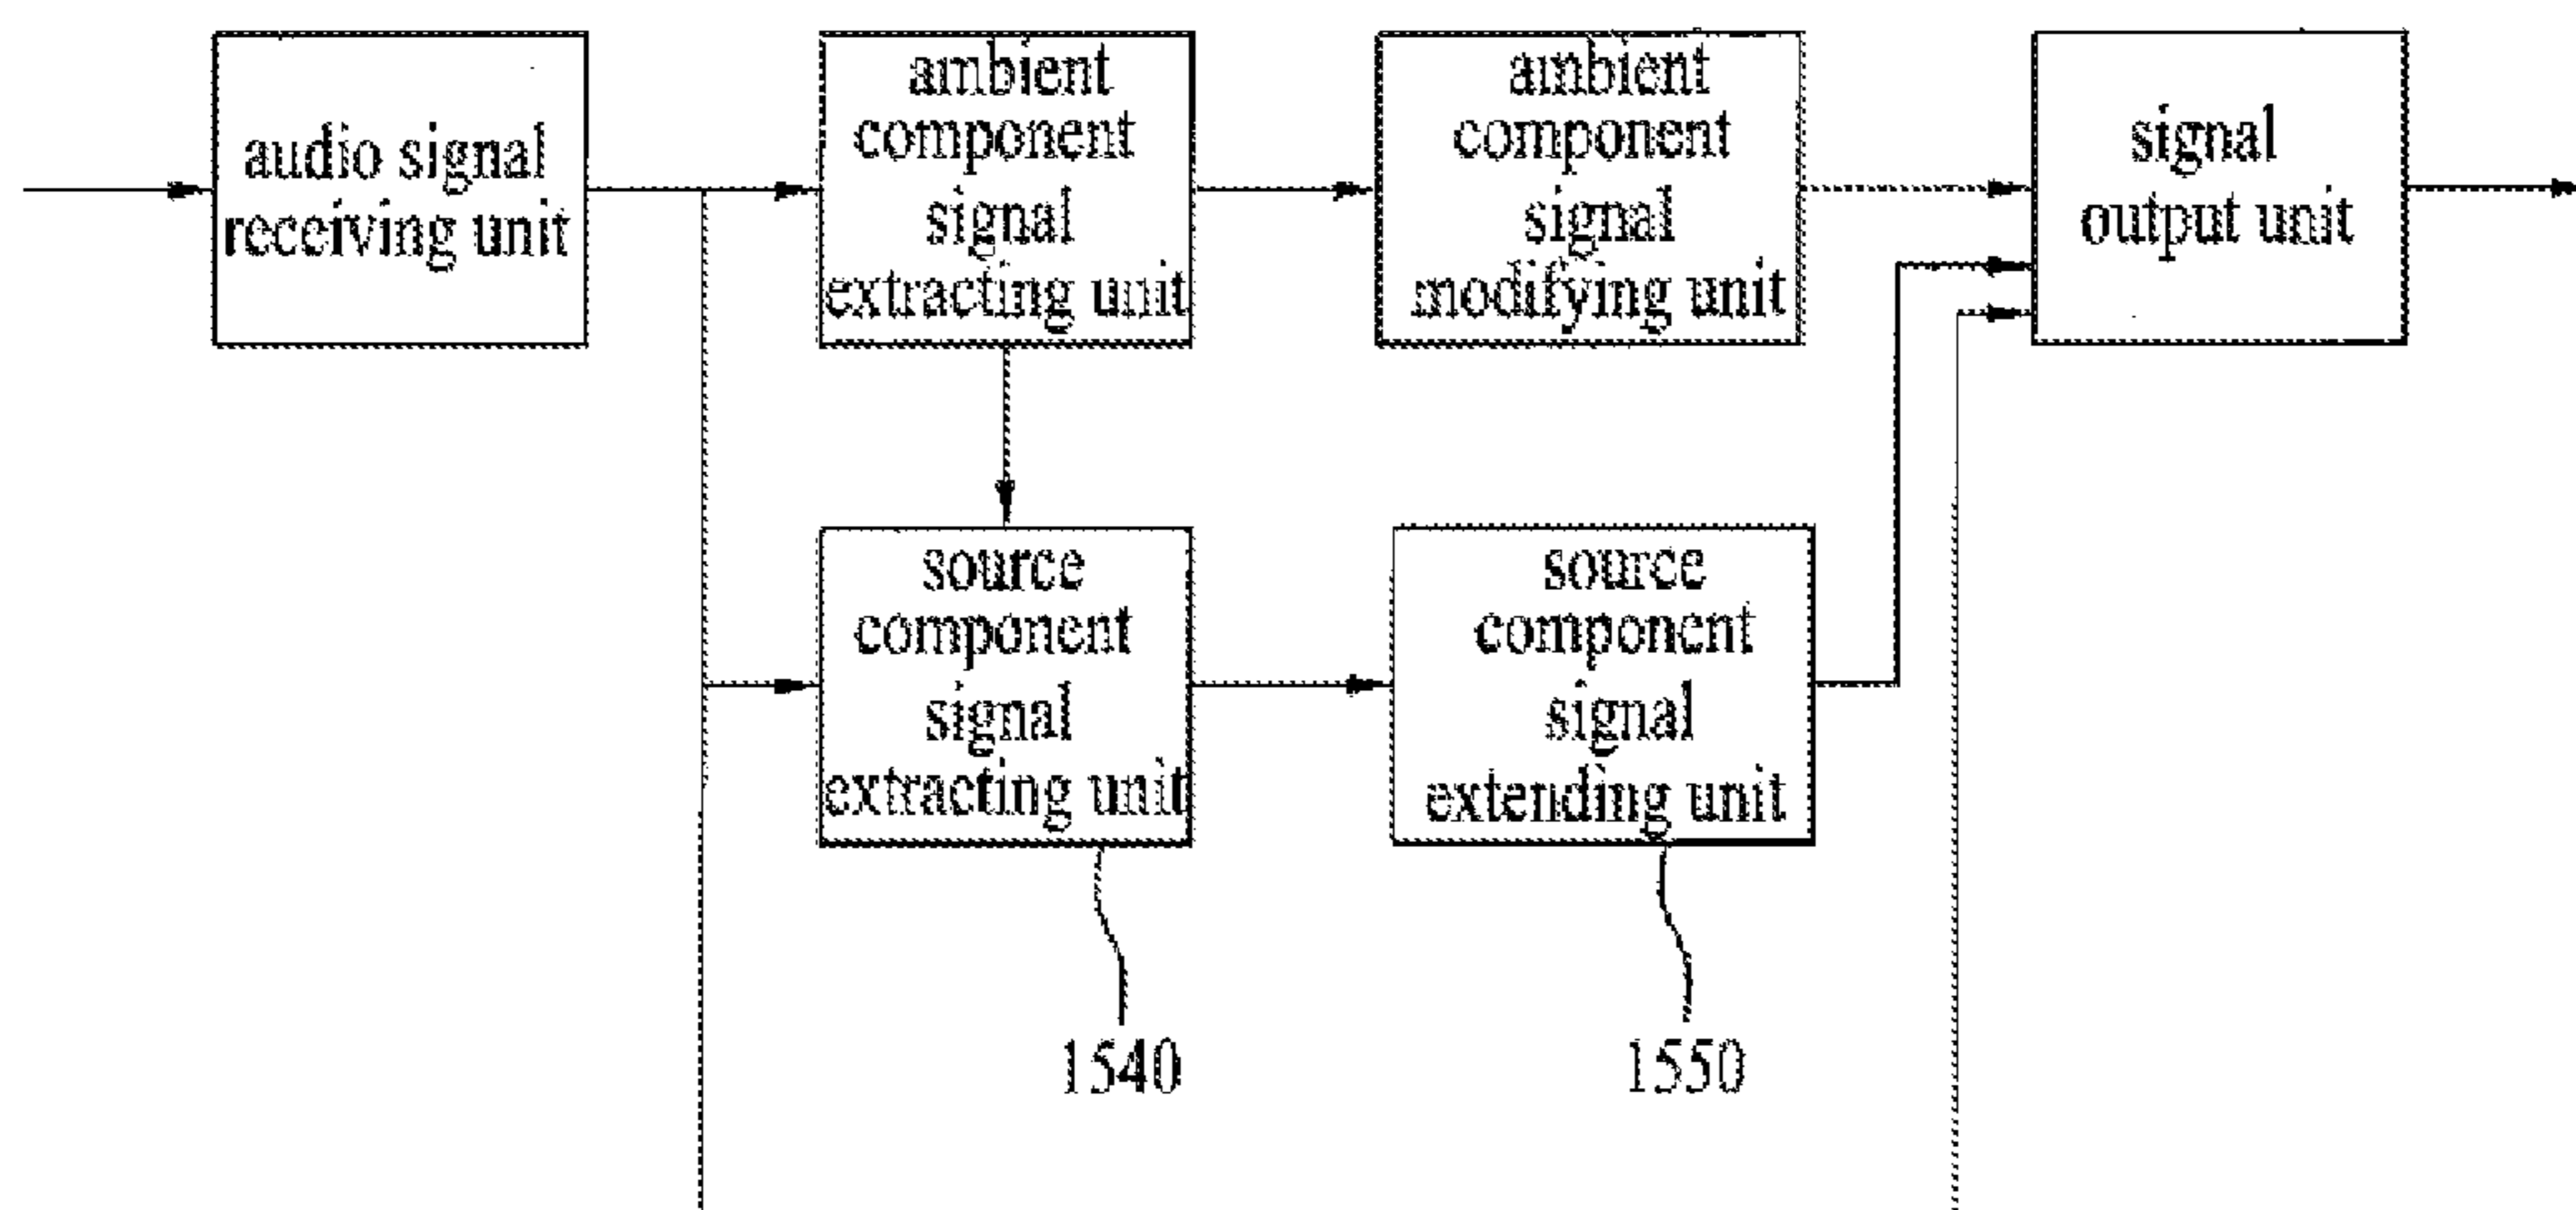 audio signal
receiving unit
ambient
component
signal
extracting unit
ambient
component
signal
modifying unit
signal
output unit
source
component
signal
extracting unit
source
component
signal
extending unit
1540
1550